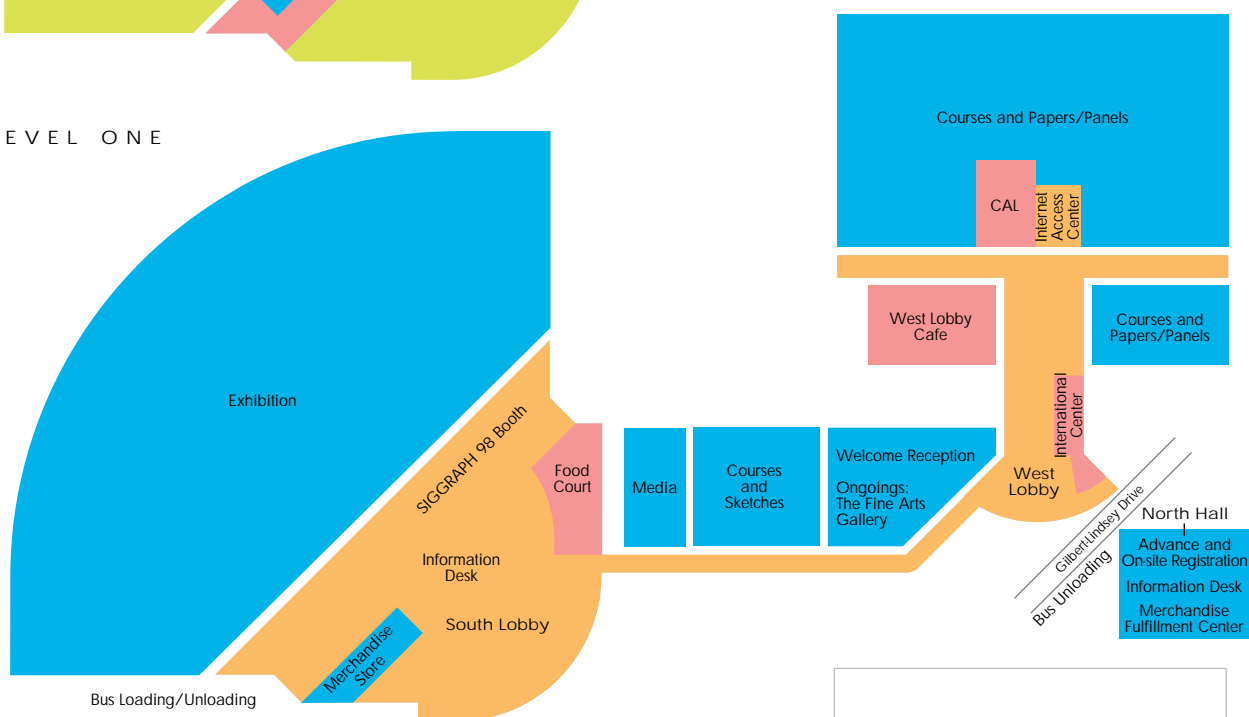 EVEL ONE
Courses and Papers/Panels
CAL
Internet
Access
Center
West Lobby
Cafe
Courses and
Papers/Panels
International
Center
Exhibition
SIGGRAPH 98 Booth
Food
Court
Media
Courses
and
Sketches
Welcome Reception
Ongoings:
The Fine Arts
Gallery
West
Lobby
Gilbert-Lindsey Drive
Bus Unloading
North Hall
Advance and
On-site Registration
Information Desk
Merchandise
Fulfillment Center
Information
Desk
South Lobby
Merchandise
Store
Bus Loading/Unloading